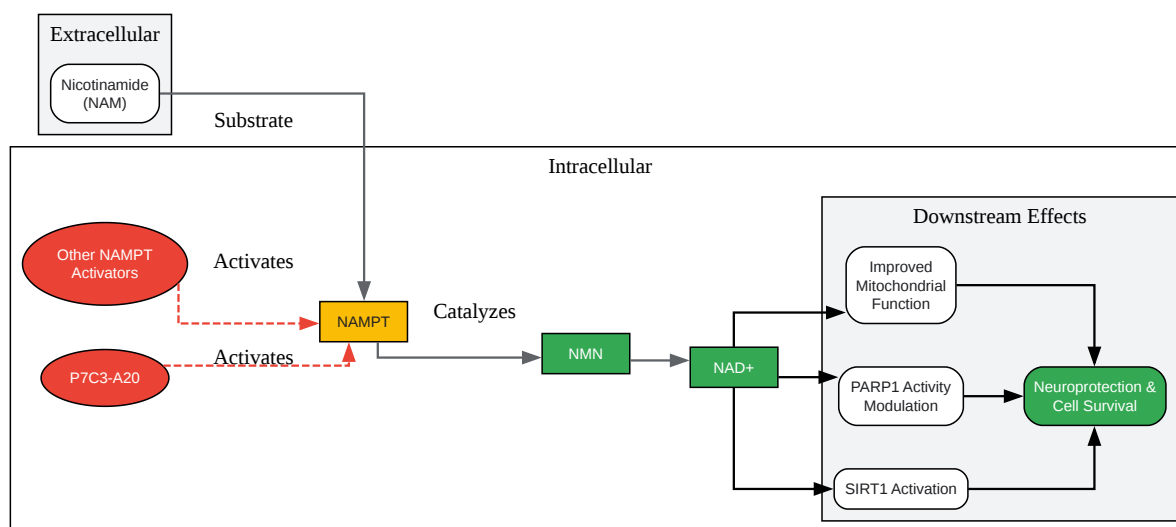 Extracellular
Nicotinamide
(NAM)
Substrate
Intracellular
Downstream Effects
Other NAMPT
Activators
Activates
Improved
Mitochondrial
Function
NAMPT
Catalyzes
Activates
P7C3-A20
NMN
NAD+
PARP1 Activity
Modulation
Neuroprotection &
Cell Survival
SIRT1 Activation